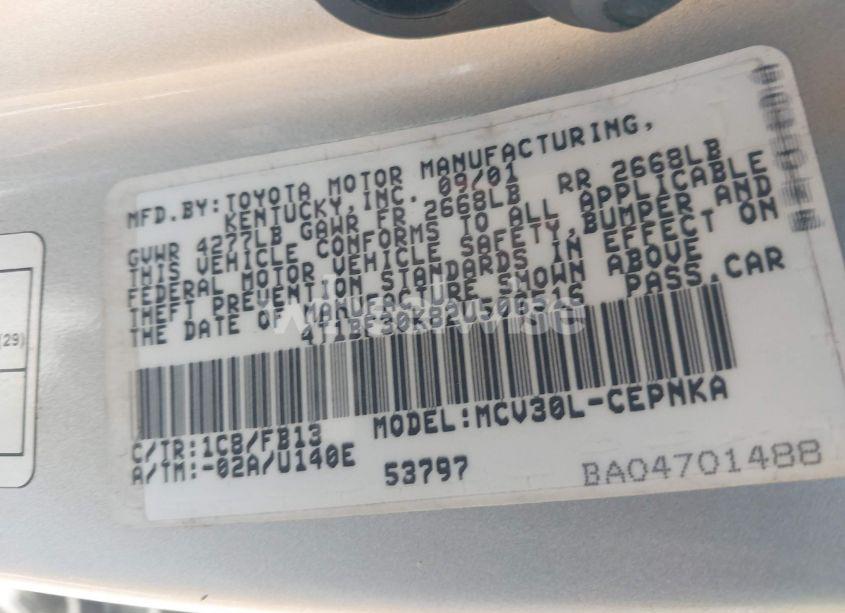 MFD.BY:TOYOTA MOTOR MANUFACTURING,
KENTUCKY,INC. 09/01
GVWR 4277LB GAWR FR 2668LB RR 2668LB
THIS VEHICLE CONFORMS TO ALL APPLICABLE
FEDERAL MOTOR VEHICLE SAFETY,BUMPER AND
THEFT PREVENTION STANDARDS IN EFFECT ON
THE DATE OF MANUFACTURE SHOWN ABOVE
PASS.CAR
C/TR:1C8/FB13 MODEL:MCV30L-CEPNKA
A/TM:-02A/U140E 53797 BA04701488
(29)